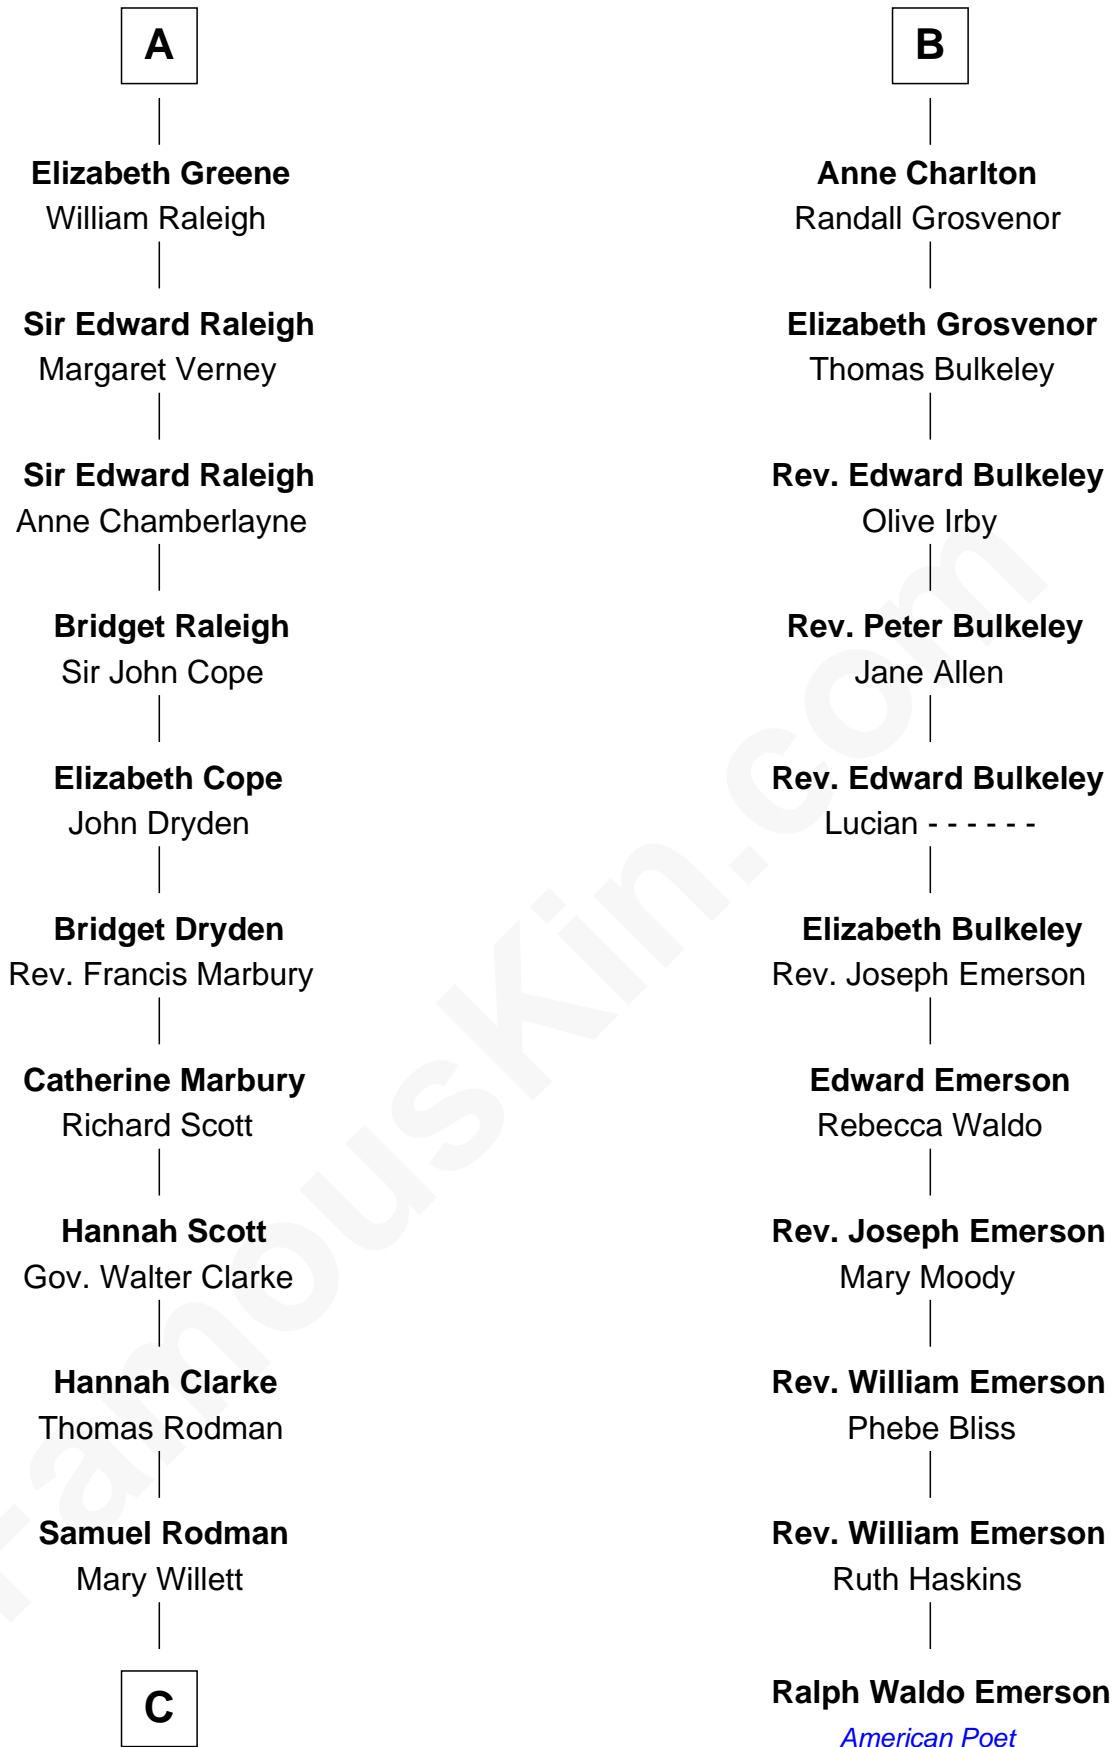 A
Elizabeth Greene
William Raleigh
Sir Edward Raleigh
Margaret Verney
Sir Edward Raleigh
Anne Chamberlayne
Bridget Raleigh
Sir John Cope
Elizabeth Cope
John Dryden
Bridget Dryden
Rev. Francis Marbury
Catherine Marbury
Richard Scott
Hannah Scott
Gov. Walter Clarke
Hannah Clarke
Thomas Rodman
Samuel Rodman
Mary Willett
C
B
Anne Charlton
Randall Grosvenor
Elizabeth Grosvenor
Thomas Bulkeley
Rev. Edward Bulkeley
Olive Irby
Rev. Peter Bulkeley
Jane Allen
Rev. Edward Bulkeley
Lucian - - - - - -
Elizabeth Bulkeley
Rev. Joseph Emerson
Edward Emerson
Rebecca Waldo
Rev. Joseph Emerson
Mary Moody
Rev. William Emerson
Phebe Bliss
Rev. William Emerson
Ruth Haskins
Ralph Waldo Emerson
American Poet
FamousKin.com